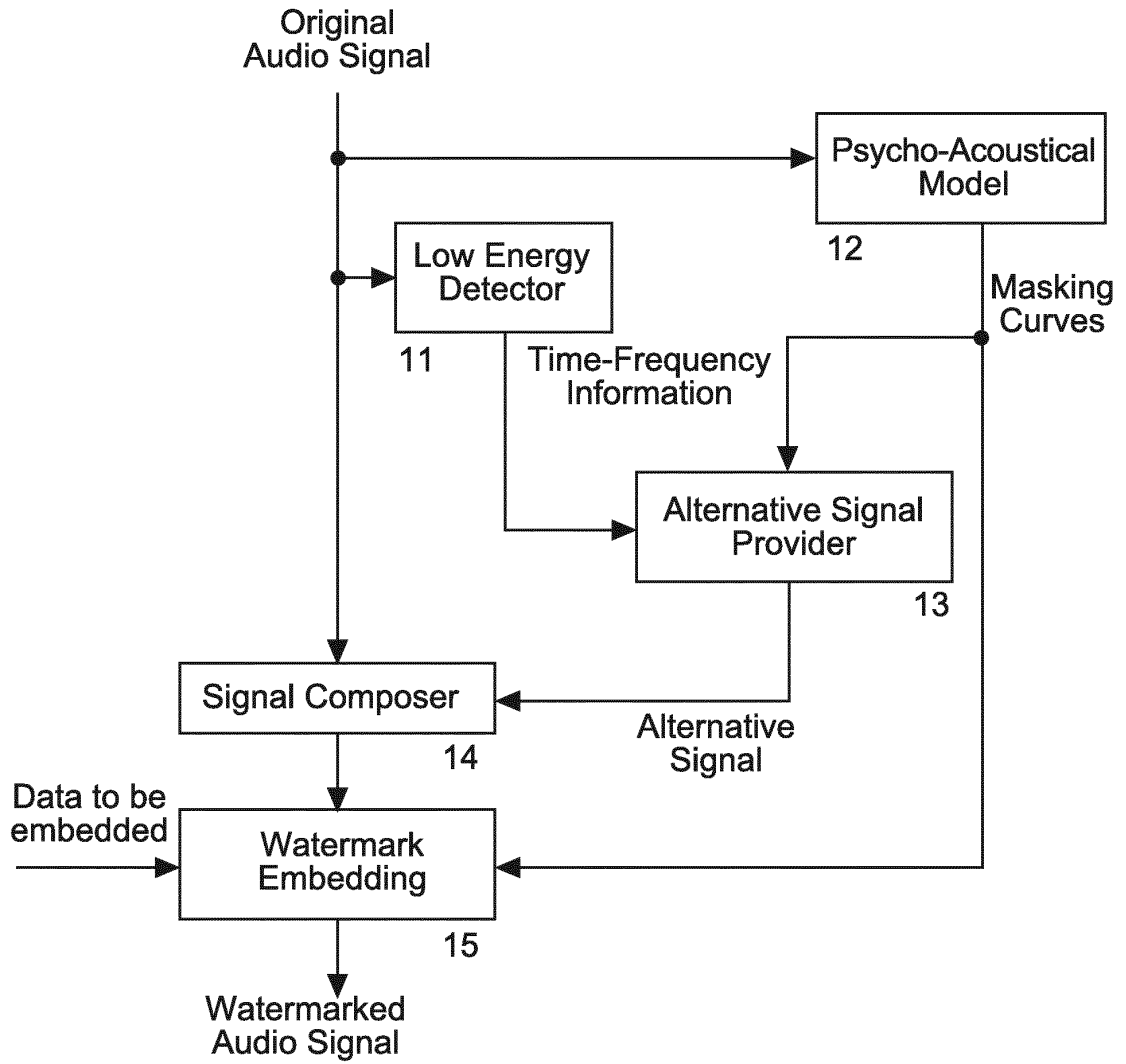 Original
Audio Signal
Psycho-Acoustical
Model
12
Low Energy
Detector
11
Masking
Curves
Time-Frequency
Information
Alternative Signal
Provider
13
Signal Composer
14
Alternative
Signal
Data to be
embedded
Watermark
Embedding
15
Watermarked
Audio Signal